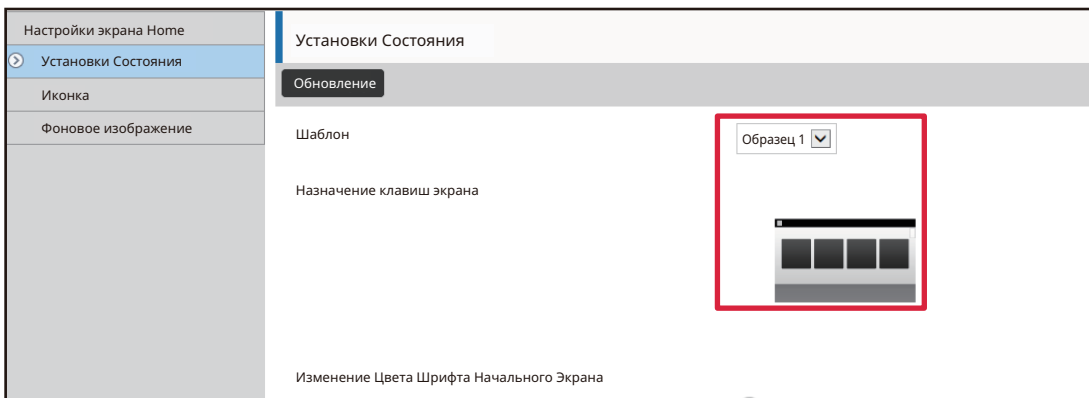 Настройки экрана Home
Установки Состояния
Иконка
Фоновое изображение
Установки Состояния
Обновление
Шаблон
Образец 1
Назначение клавиш экрана
Изменение Цвета Шрифта Начального Экрана